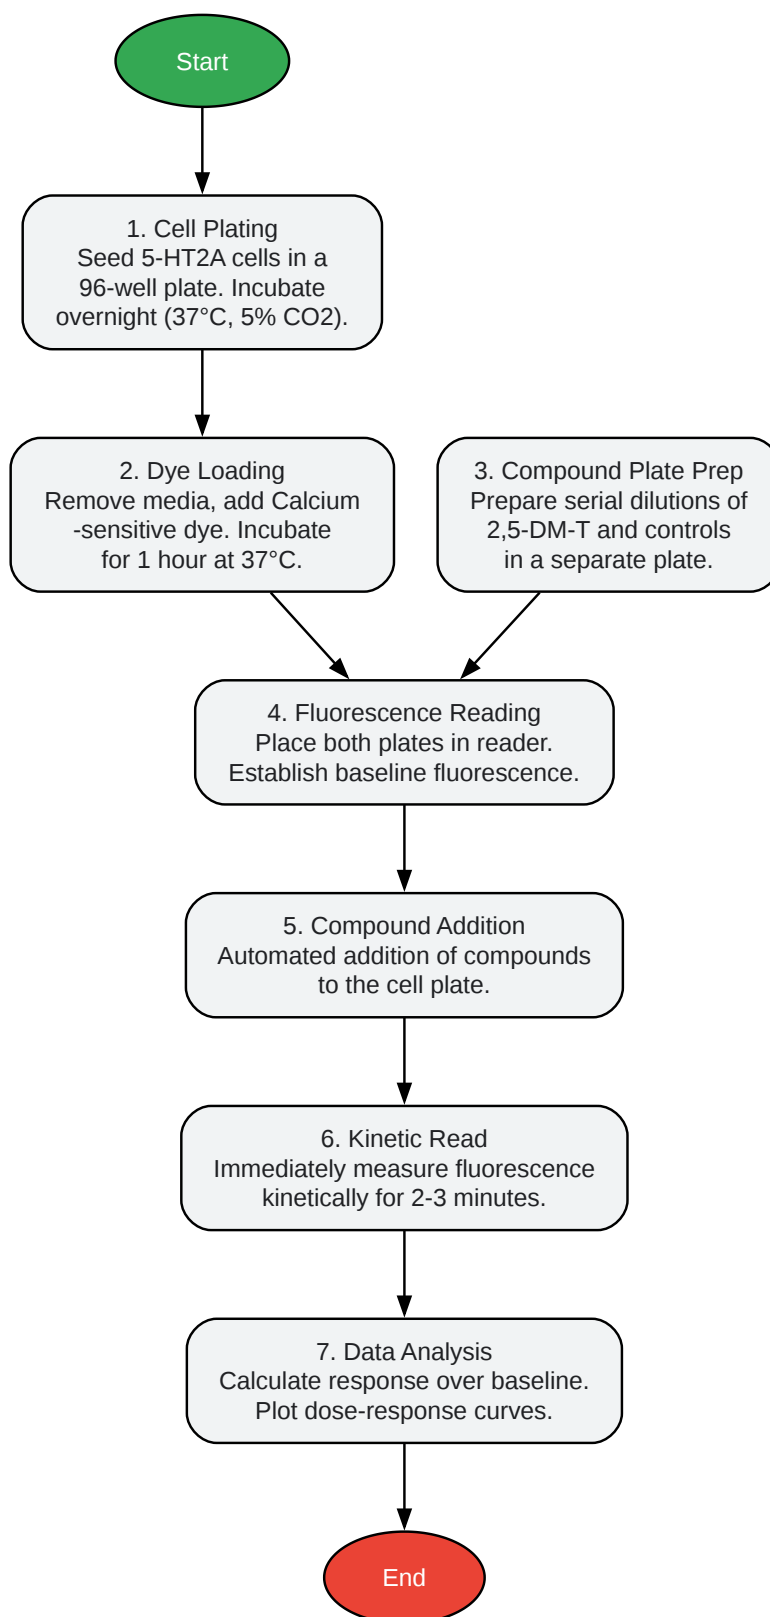 Start
1. Cell Plating
Seed 5-HT2A cells in a
96-well plate. Incubate
overnight (37°C, 5% CO2).
2. Dye Loading
Remove media, add Calcium
-sensitive dye. Incubate
for 1 hour at 37°C.
3. Compound Plate Prep
Prepare serial dilutions of
2,5-DM-T and controls
in a separate plate.
4. Fluorescence Reading
Place both plates in reader.
Establish baseline fluorescence.
5. Compound Addition
Automated addition of compounds
to the cell plate.
6. Kinetic Read
Immediately measure fluorescence
kinetically for 2-3 minutes.
7. Data Analysis
Calculate response over baseline.
Plot dose-response curves.
End